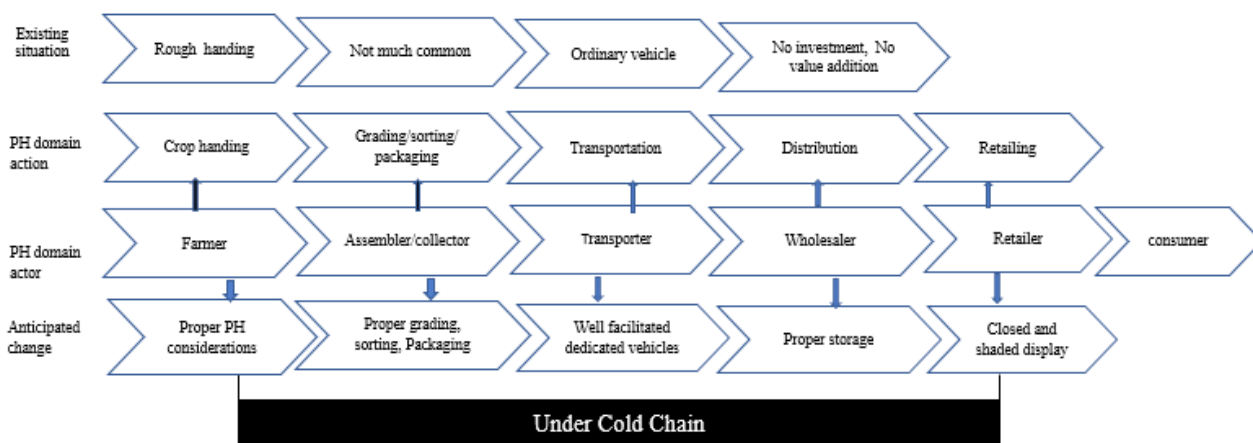 Existing
situation
Rough handing
Not much common
Ordinary vehicle
No investment, No
value addition
PH domain
action
Crop handing
Grading/sorting/
packaging
Transportation
Distribution
Retailing
PH domain
actor
Farmer
Assembler/collector
Transporter
Wholesaler
Retailer
consumer
Anticipated
change
Proper PH
considerations
Proper grading,
sorting, Packaging
Well facilitated
dedicated vehicles
Proper storage
Closed and
shaded display
Under Cold Chain